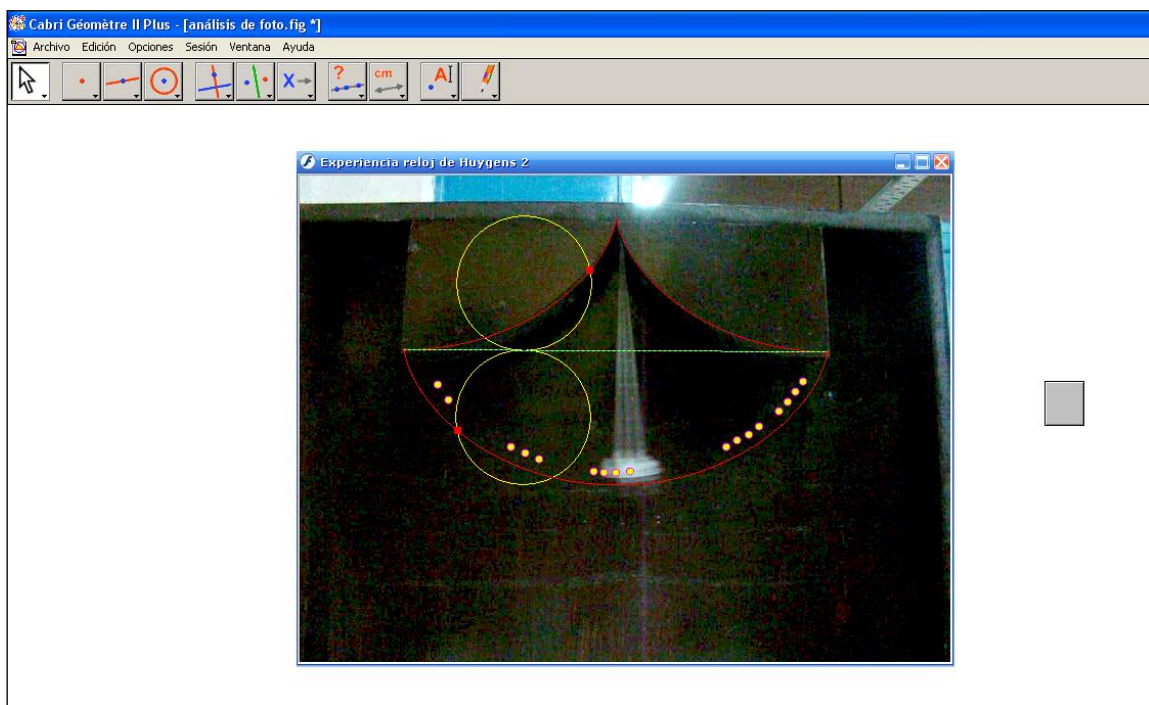 Cabri Géomètre II Plus - [análisis de foto.fig *]
Archivo Edición Opciones Sesión Ventana Ayuda
? cm A
Experiencia reloj de Huygens 2